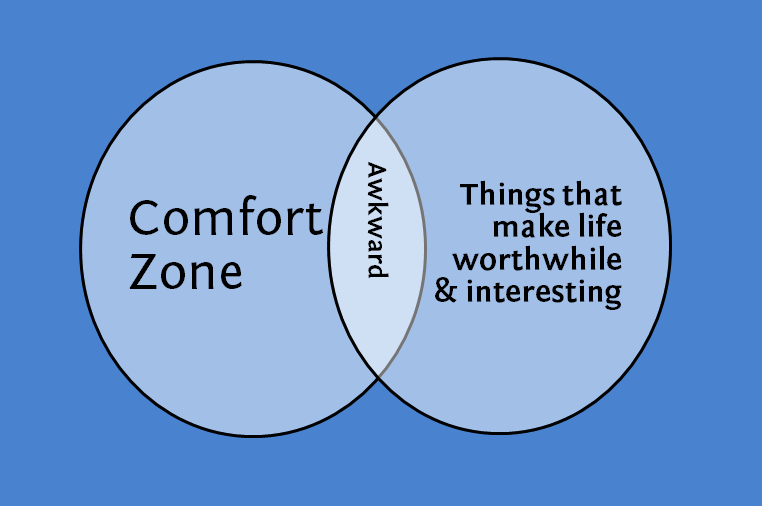 Comfort
Zone
Awkward
Things that
make life
worthwhile
& interesting